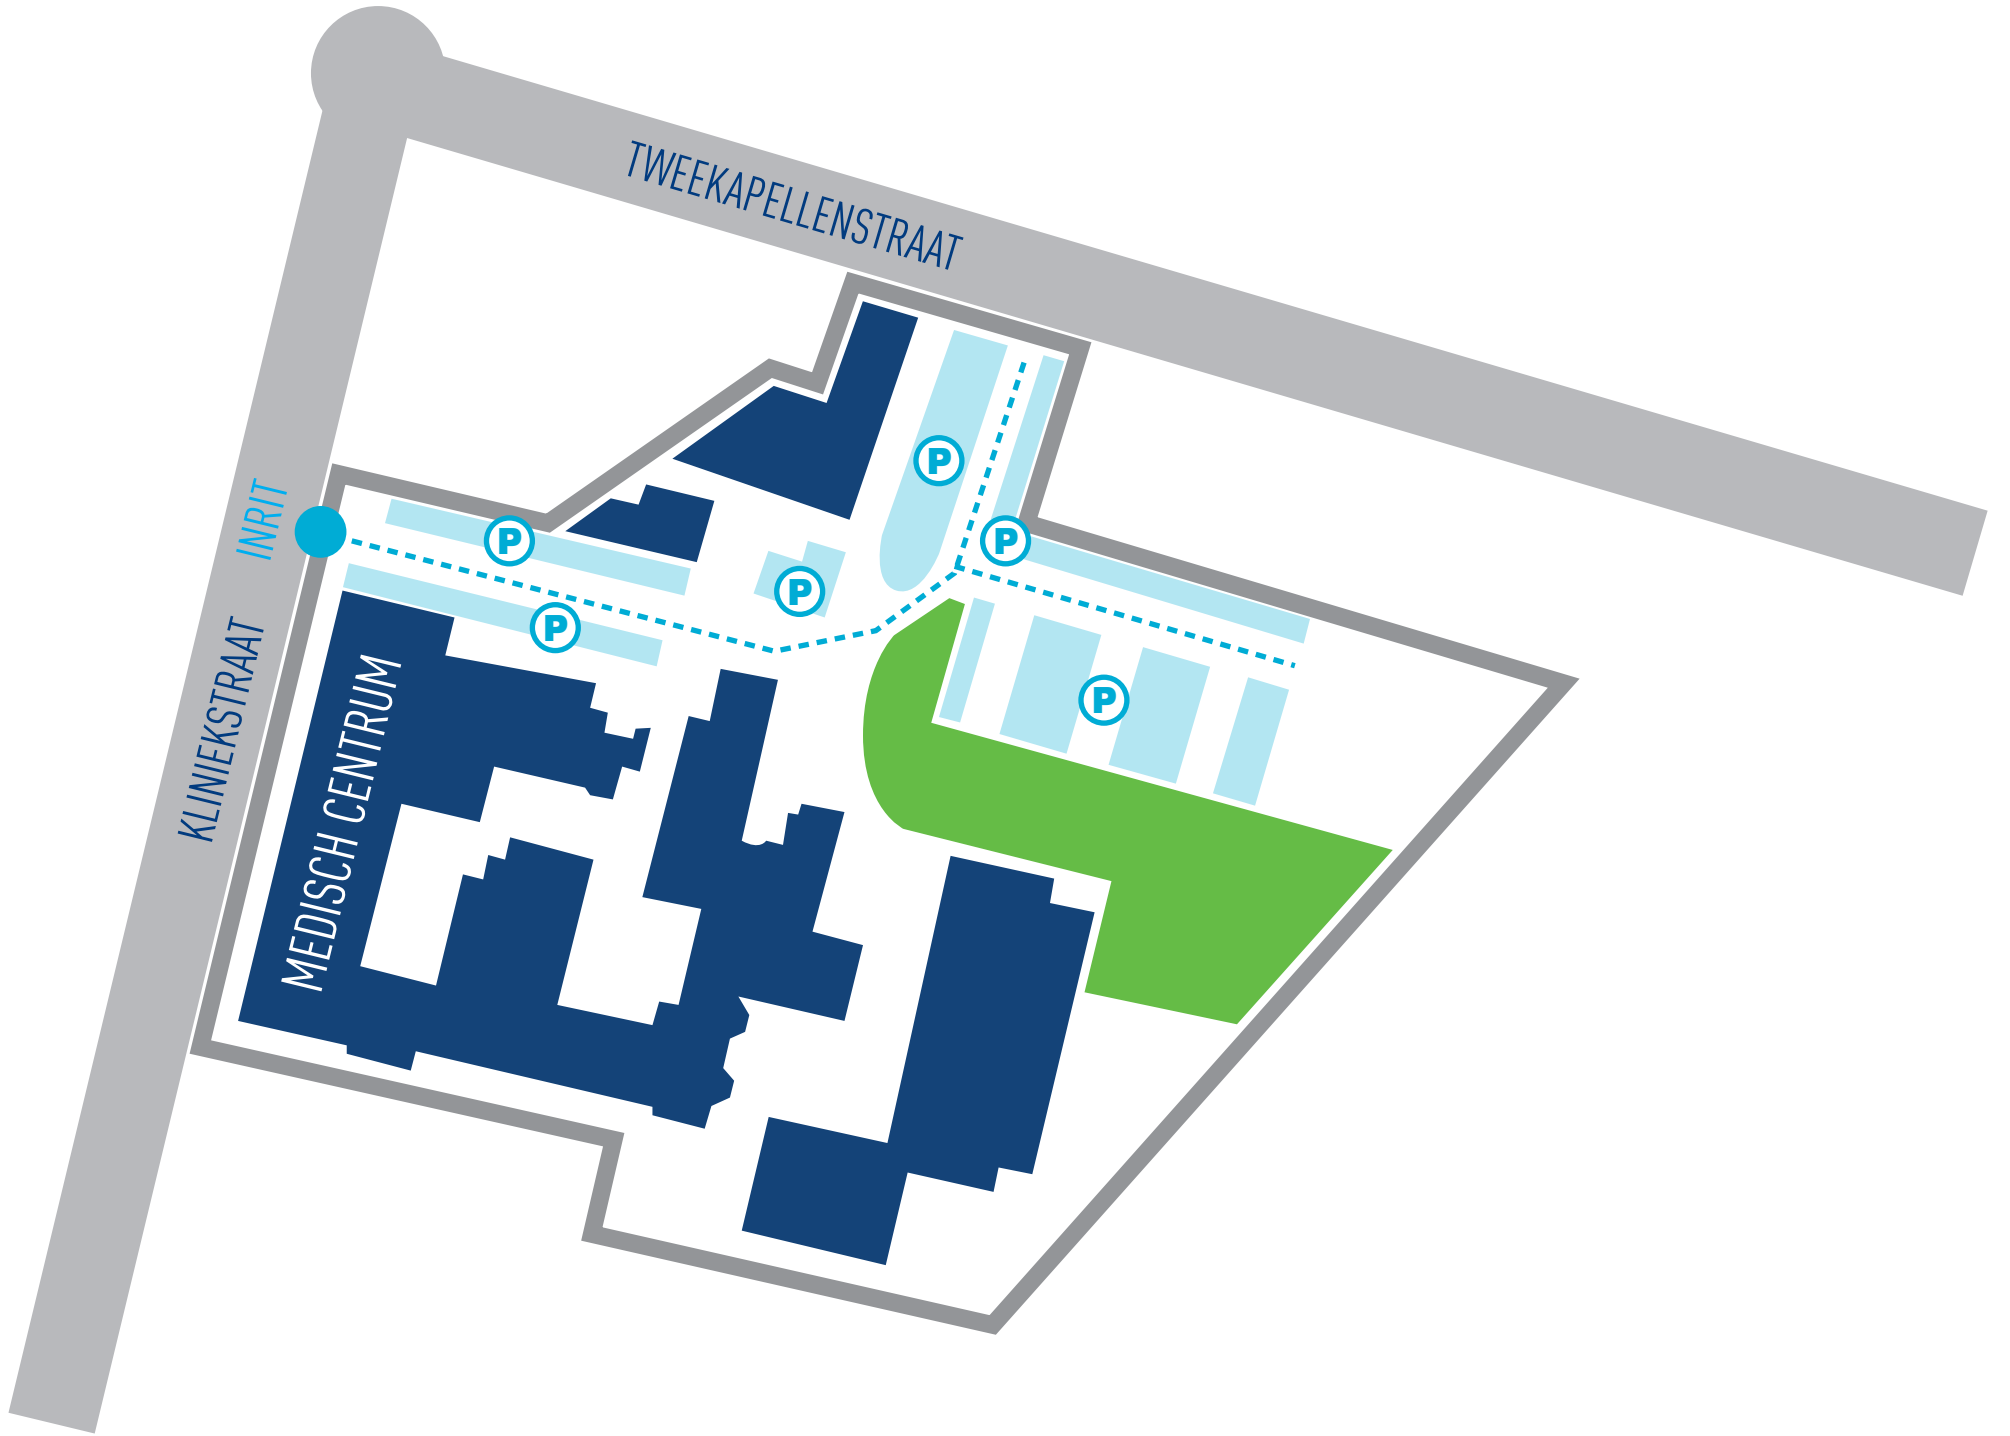 TWEEKAPELLENSTRAAT
P
P
P
INRIT
P
P
KLINIEKSTRAAT
MEDISCH CENTRUM
P